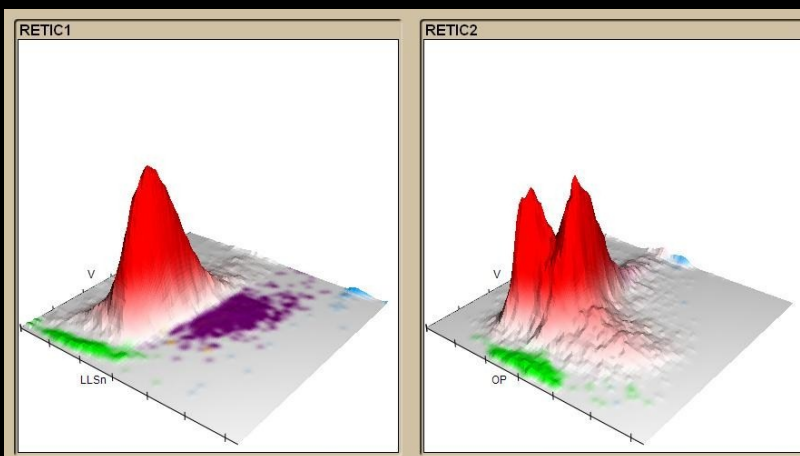 RETIC1
V
LLSn
RETIC2
V
OP